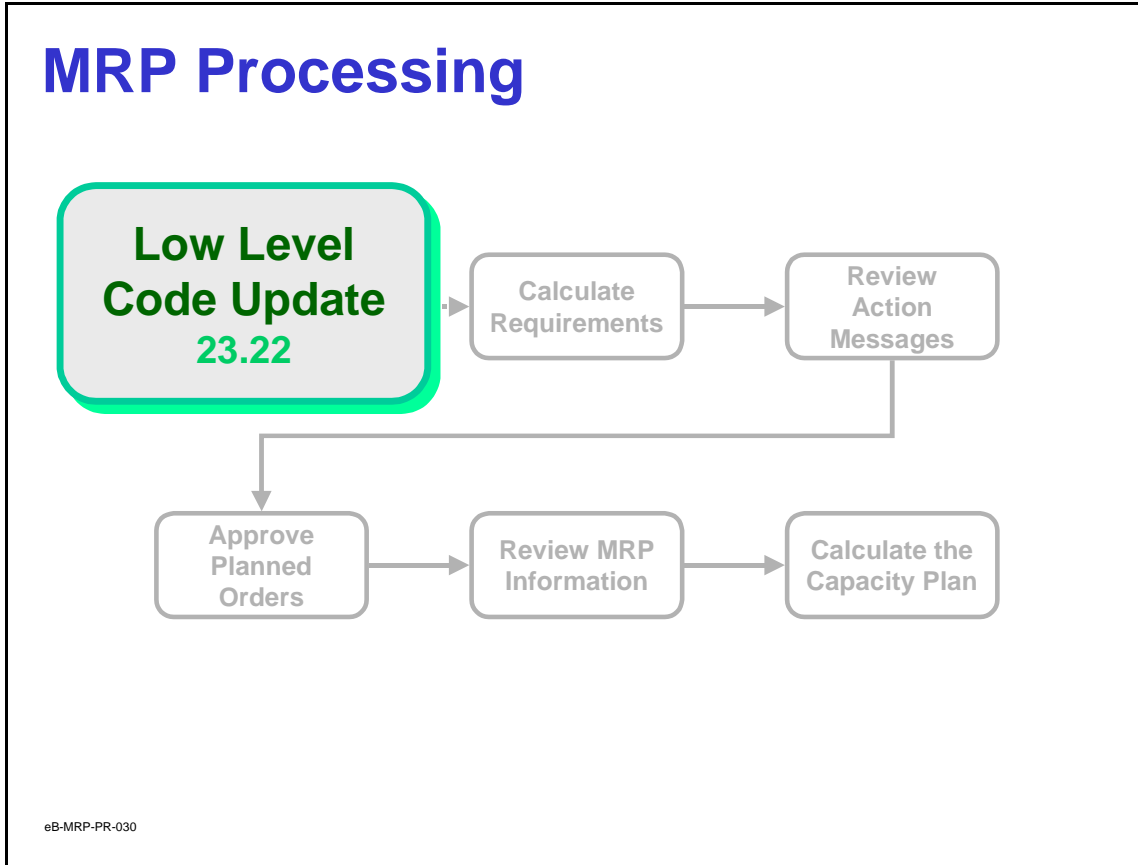 MRP Processing
Low Level
Code Update
23.22
Calculate
Requirements
Review
Action
Messages
Approve
Planned
Orders
Review MRP
Information
Calculate the
Capacity Plan
eB-MRP-PR-030